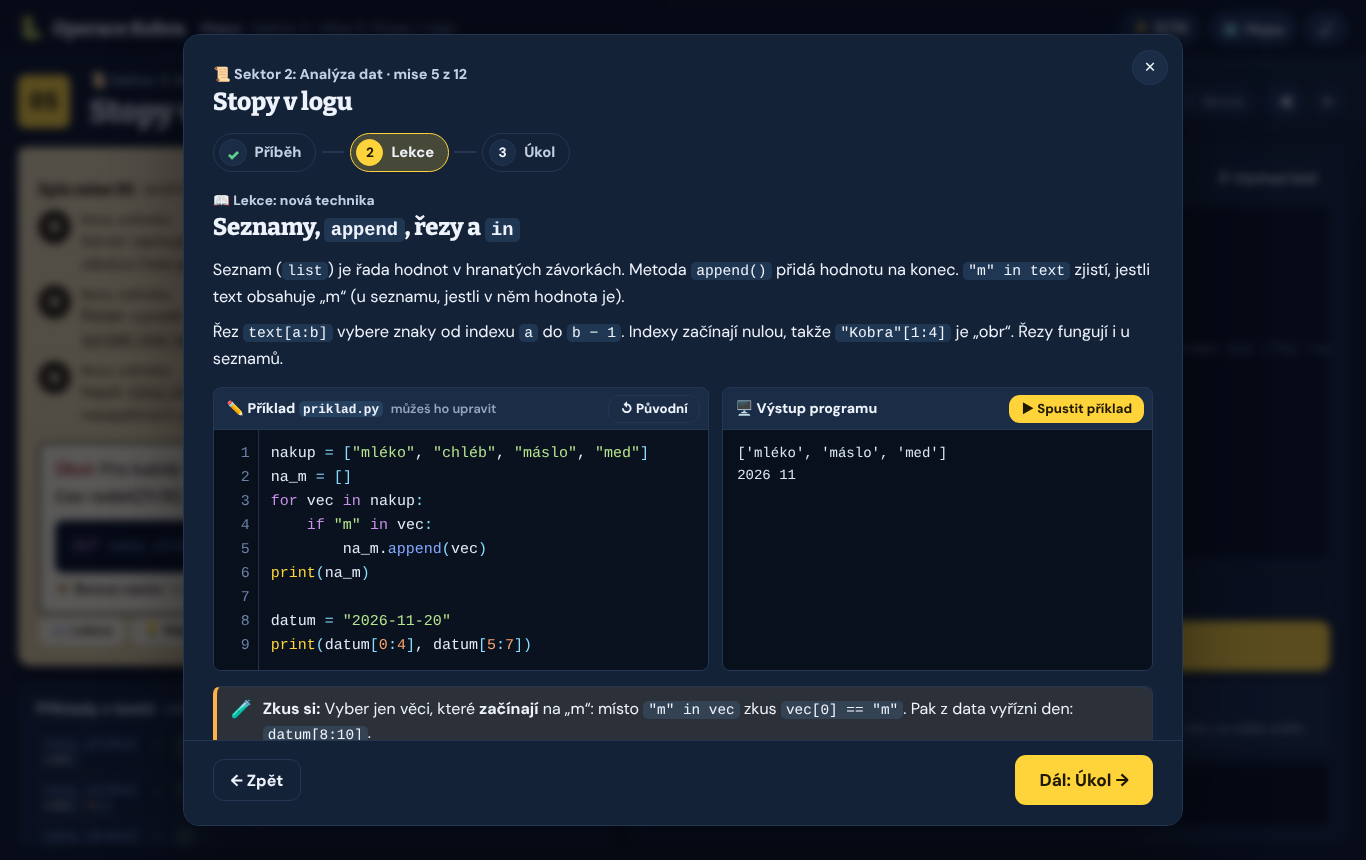 📜 Sektor 2: Analýza dat · mise 5 z 12
Stopy v logu
✕
✓ Příběh
2 Lekce
3 Úkol
📖 Lekce: nová technika
Seznamy, append, řezy a in
Seznam (list) je řada hodnot v hranatých závorkách. Metoda append() přidá hodnotu na konec. "m" in text zjistí, jestli
text obsahuje „m“ (u seznamu, jestli v něm hodnota je).
Řez text[a:b] vybere znaky od indexu a do b − 1. Indexy začínají nulou, takže "Kobra"[1:4] je „obr“. Řezy fungují i u
seznamů.
✏️ Příklad priklad.py můžeš ho upravit
↺ Původní
1 nakup = ["mléko", "chléb", "máslo", "med"]
2 na_m = []
3 for vec in nakup:
4     if "m" in vec:
5         na_m.append(vec)
6 print(na_m)
7
8 datum = "2026-11-20"
9 print(datum[0:4], datum[5:7])
🖥️ Výstup programu
▶ Spustit příklad
['mléko', 'máslo', 'med']
2026 11
🧪 Zkus si: Vyber jen věci, které začínají na „m“: místo "m" in vec zkus vec[0] == "m". Pak z data vyřízni den:
datum[8:10].
← Zpět
Dál: Úkol →